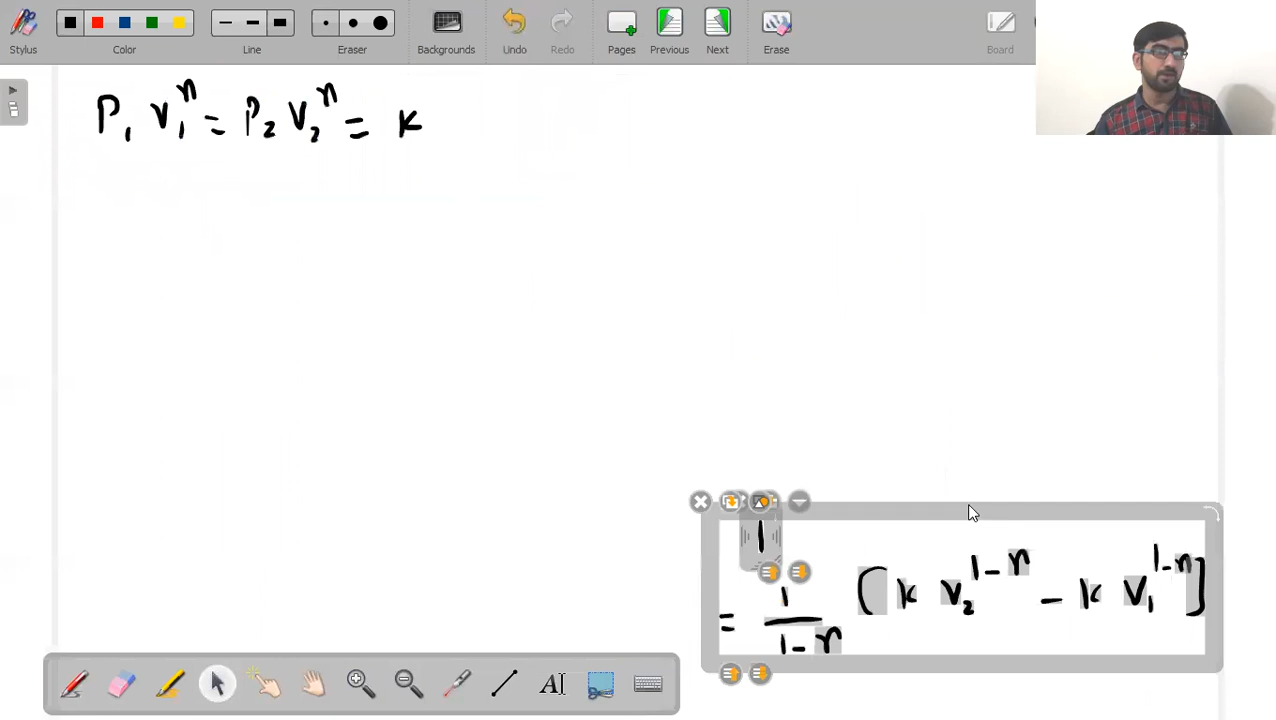 Stylus Color Line Eraser Backgrounds Undo Redo Pages Previous Next Erase Board
P₁ V₁ⁿ = P₂ V₂ⁿ = K
= 1/(1-n) [K V₂^(1-n) - K V₁^(1-n)]